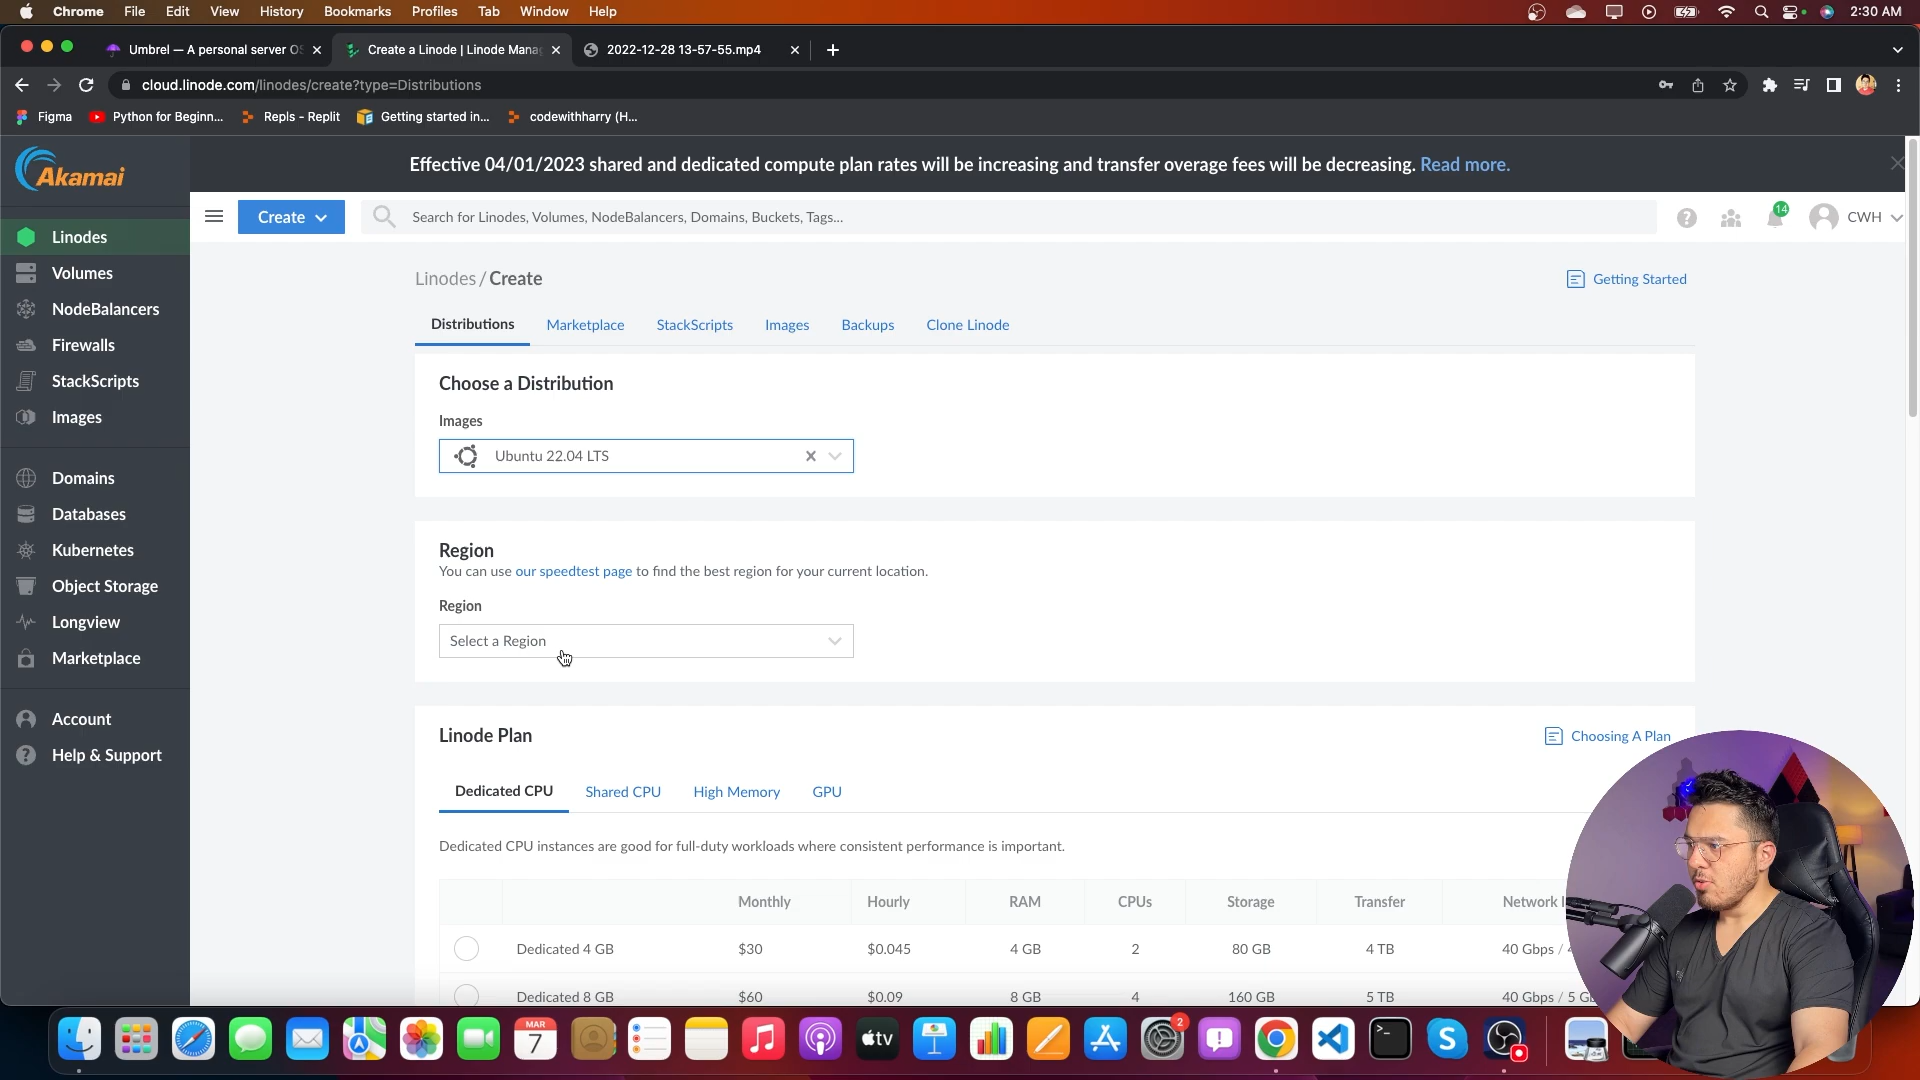 Chrome File Edit View History Bookmarks Profiles Tab Window Help 2:30 AM
Umbrel — A personal server OS
Create a Linode | Linode Mana
2022-12-28 13-57-55.mp4
cloud.linode.com/linodes/create?type=Distributions
Figma
Python for Beginn...
Repls - Replit
Getting started in...
codewithharry (H...
Akamai
Effective 04/01/2023 shared and dedicated compute plan rates will be increasing and transfer overage fees will be decreasing. Read more.
Create
Search for Linodes, Volumes, NodeBalancers, Domains, Buckets, Tags...
14
CWH
Linodes
Volumes
NodeBalancers
Firewalls
StackScripts
Images
Domains
Databases
Kubernetes
Object Storage
Longview
Marketplace
Account
Help & Support
Linodes / Create
Getting Started
Distributions Marketplace StackScripts Images Backups Clone Linode
Choose a Distribution
Images
Ubuntu 22.04 LTS
Region
You can use our speedtest page to find the best region for your current location.
Region
Select a Region
Linode Plan
Choosing A Plan
Dedicated CPU Shared CPU High Memory GPU
Dedicated CPU instances are good for full-duty workloads where consistent performance is important.
Monthly Hourly RAM CPUs Storage Transfer Network
Dedicated 4 GB $30 $0.045 4 GB 2 80 GB 4 TB 40 Gbps /
Dedicated 8 GB $60 $0.09 8 GB 4 160 GB 5 TB 40 Gbps / 5
MAR
7
tv
2